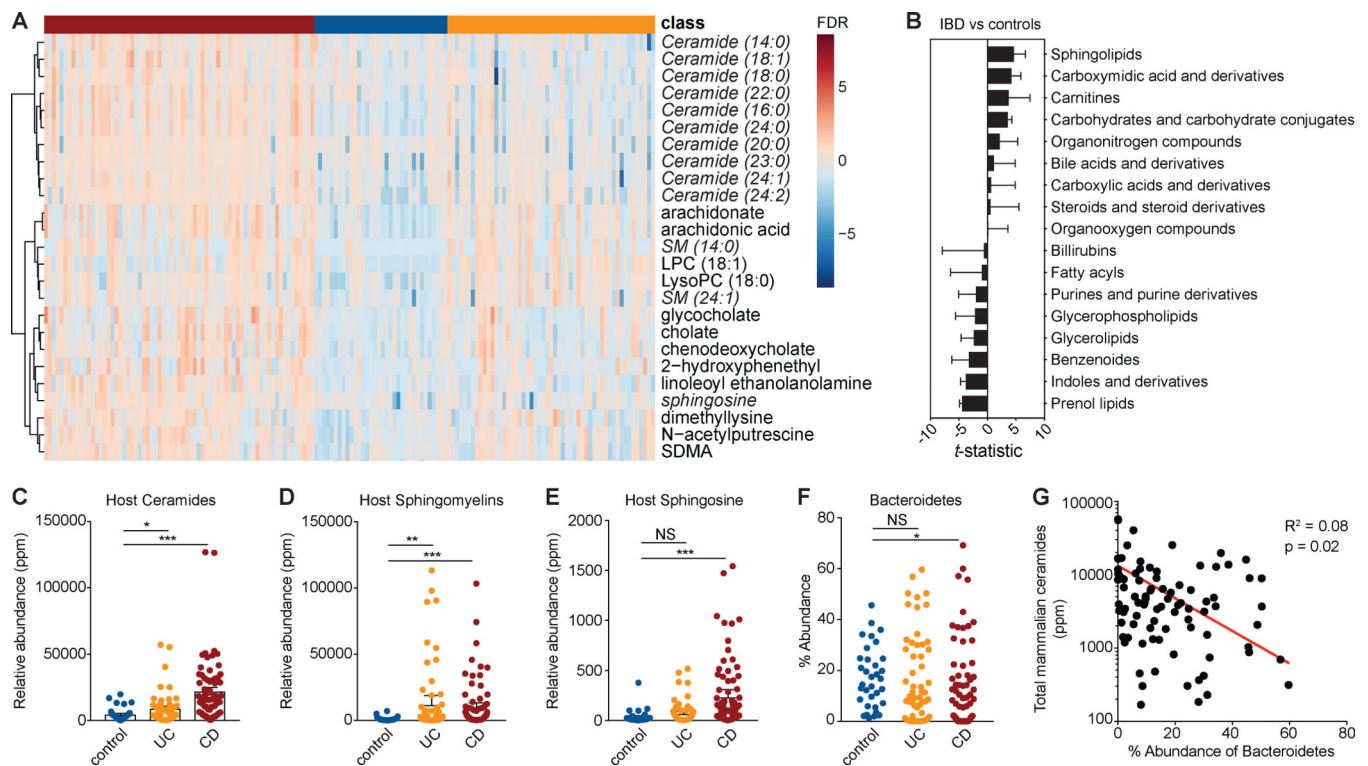 A
class
FDR
Ceramide (14:0)
Ceramide (18:1)
Ceramide (18:0)
Ceramide (22:0)
Ceramide (16:0)
Ceramide (24:0)
Ceramide (20:0)
Ceramide (23:0)
Ceramide (24:1)
Ceramide (24:2)
arachidonate
arachidonic acid
SM (14:0)
LPC (18:1)
LysoPC (18:0)
SM (24:1)
glycocholate
cholate
chenodeoxycholate
2−hydroxyphenethyl
linoleoyl ethanolanolamine
sphingosine
dimethyllysine
N−acetylputrescine
SDMA
5
0
−5
B
IBD vs controls
Sphingolipids
Carboxymidic acid and derivatives
Carnitines
Carbohydrates and carbohydrate conjugates
Organonitrogen compounds
Bile acids and derivatives
Carboxylic acids and derivatives
Steroids and steroid derivatives
Organooxygen compounds
Billirubins
Fatty acyls
Purines and purine derivatives
Glycerophospholipids
Glycerolipids
Benzenoides
Indoles and derivatives
Prenol lipids
-10 -5 0 5 10
t-statistic
C
Host Ceramides
Relative abundance (ppm)
150000
100000
50000
0
*
***
control UC CD
D
Host Sphingomyelins
Relative abundance (ppm)
150000
100000
50000
0
**
***
control UC CD
E
Host Sphingosine
Relative abundance (ppm)
2000
1500
1000
500
0
NS
***
control UC CD
F
Bacteroidetes
% Abundance
80
60
40
20
0
NS
*
control UC CD
G
Total mammalian ceramides
(ppm)
100000
10000
1000
100
R² = 0.08
p = 0.02
0 20 40 60 80
% Abundance of Bacteroidetes